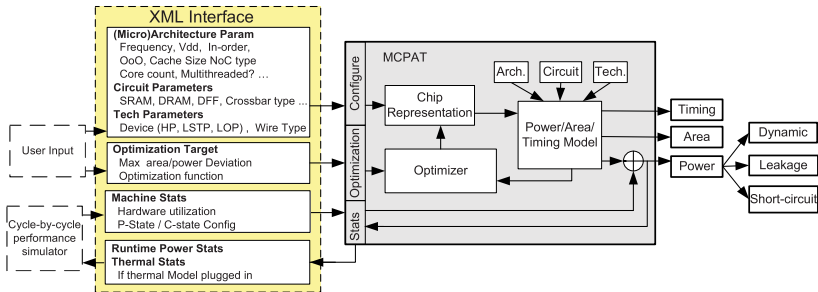 XML Interface
(Micro)Architecture Param
Frequency, Vdd, In-order,
OoO, Cache Size NoC type
Core count, Multithreaded? ...
Circuit Parameters
SRAM, DRAM, DFF, Crossbar type ...
Tech Parameters
Device (HP, LSTP, LOP) , Wire Type
User Input
Optimization Target
Max area/power Deviation
Optimization function
Machine Stats
Hardware utilization
P-State / C-state Config
Cycle-by-cycle
performance
simulator
Runtime Power Stats
Thermal Stats
If thermal Model plugged in
MCPAT
Configure
Optimization
Stats
Chip
Representation
Optimizer
Arch.
Circuit
Tech.
Power/Area/
Timing Model
Timing
Area
Power
Dynamic
Leakage
Short-circuit